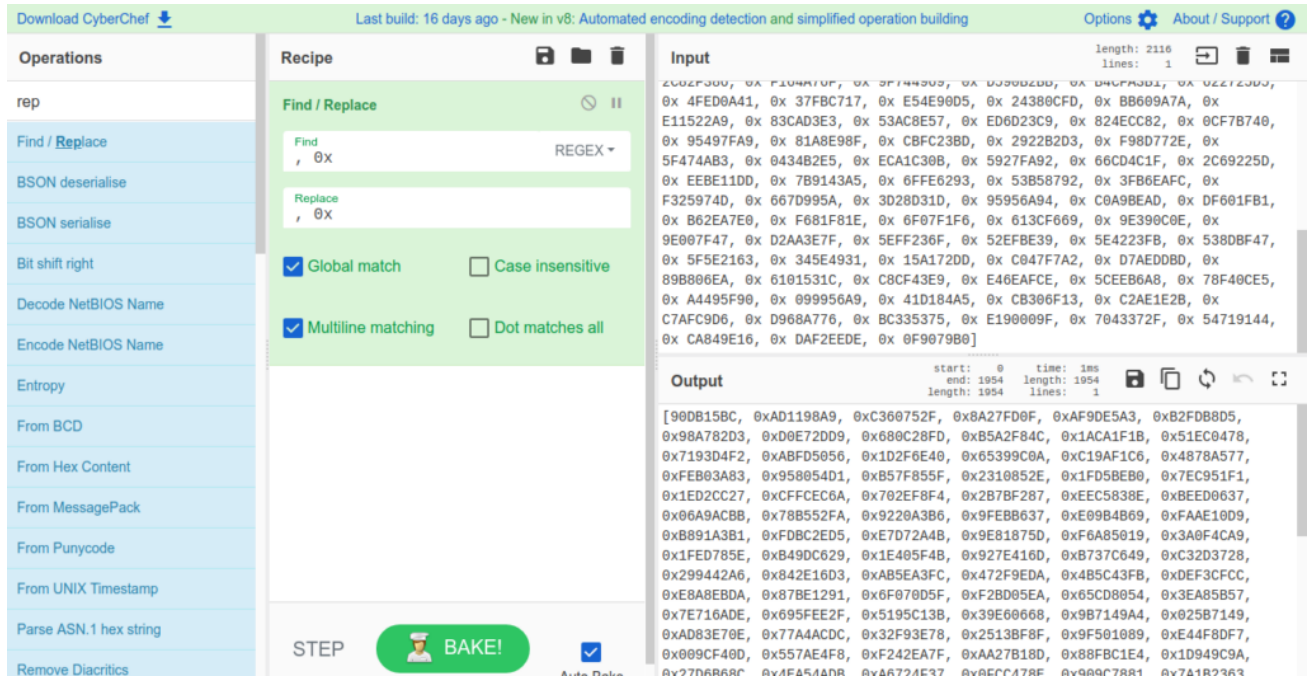 Download CyberChef
Last build: 16 days ago - New in v8: Automated encoding detection and simplified operation building
Options
About / Support
Operations
rep
Find / Replace
BSON deserialise
BSON serialise
Bit shift right
Decode NetBIOS Name
Encode NetBIOS Name
Entropy
From BCD
From Hex Content
From MessagePack
From Punycode
From UNIX Timestamp
Parse ASN.1 hex string
Remove Diacritics
Recipe
Find / Replace
Find
, 0x
REGEX
Replace
, 0x
Global match
Case insensitive
Multiline matching
Dot matches all
STEP
BAKE!
Auto Bake
Input
length: 2116
lines: 1
0x 4FED0A41, 0x 37FBC717, 0x E54E90D5, 0x 24380CFD, 0x BB609A7A, 0x
E11522A9, 0x 83CAD3E3, 0x 53AC8E57, 0x ED6D23C9, 0x 824ECC82, 0x 0CF7B740,
0x 95497FA9, 0x 81A8E98F, 0x CBFC23BD, 0x 2922B2D3, 0x F98D772E, 0x
5F474AB3, 0x 0434B2E5, 0x ECA1C30B, 0x 5927FA92, 0x 66CD4C1F, 0x 2C69225D,
0x EEBE11DD, 0x 7B9143A5, 0x 6FFE6293, 0x 53B58792, 0x 3FB6EAFC, 0x
F325974D, 0x 667D995A, 0x 3D28D31D, 0x 95956A94, 0x C0A9BEAD, 0x DF601FB1,
0x B62EA7E0, 0x F681F81E, 0x 6F07F1F6, 0x 613CF669, 0x 9E390C0E, 0x
9E007F47, 0x D2AA3E7F, 0x 5EFF236F, 0x 52EFBE39, 0x 5E4223FB, 0x 538DBF47,
0x 5F5E2163, 0x 345E4931, 0x 15A172DD, 0x C047F7A2, 0x D7AEDDBD, 0x
89B806EA, 0x 6101531C, 0x C8CF43E9, 0x E46EAFCE, 0x 5CEEB6A8, 0x 78F40CE5,
0x A4495F90, 0x 099956A9, 0x 41D184A5, 0x CB306F13, 0x C2AE1E2B, 0x
C7AFC9D6, 0x D968A776, 0x BC335375, 0x E190009F, 0x 7043372F, 0x 54719144,
0x CA849E16, 0x DAF2EEDE, 0x 0F9079B0]
Output
start: 0
end: 1954
length: 1954
time: 1ms
length: 1954
lines: 1
[90DB15BC, 0xAD1198A9, 0xC360752F, 0x8A27FD0F, 0xAF9DE5A3, 0xB2FDB8D5,
0x98A782D3, 0xD0E72DD9, 0x680C28FD, 0xB5A2F84C, 0x1ACA1F1B, 0x51EC0478,
0x7193D4F2, 0xABFD5056, 0x1D2F6E40, 0x65399C0A, 0xC19AF1C6, 0x4878A577,
0xFEB03A83, 0x958054D1, 0xB57F855F, 0x2310852E, 0x1FD5BEB0, 0x7EC951F1,
0x1ED2CC27, 0xCFFCEC6A, 0x702EF8F4, 0x2B7BF287, 0xEEC5838E, 0xBEED0637,
0x06A9ACBB, 0x78B552FA, 0x9220A3B6, 0x9FEBB637, 0xE09B4B69, 0xFAAE10D9,
0xB891A3B1, 0xFDBC2ED5, 0xE7D72A4B, 0x9E81875D, 0xF6A85019, 0x3A0F4CA9,
0x1FED785E, 0xB49DC629, 0x1E405F4B, 0x927E416D, 0xB737C649, 0xC32D3728,
0x299442A6, 0x842E16D3, 0xAB5EA3FC, 0x472F9EDA, 0x4B5C43FB, 0xDEF3CFCC,
0xE8A8EBDA, 0x87BE1291, 0x6F070D5F, 0xF2BD05EA, 0x65CD8054, 0x3EA85B57,
0x7E716ADE, 0x695FEE2F, 0x5195C13B, 0x39E60668, 0x9B7149A4, 0x025B7149,
0xAD83E70E, 0x77A4ACDC, 0x32F93E78, 0x2513BF8F, 0x9F501089, 0xE44F8DF7,
0x009CF40D, 0x557AE4F8, 0xF242EA7F, 0xAA27B18D, 0x88FBC1E4, 0x1D949C9A,
0x27D6B68C, 0x4EA54ADB, 0xA6724F37, 0x0FCC478E, 0x909C7881, 0x7A1B2363